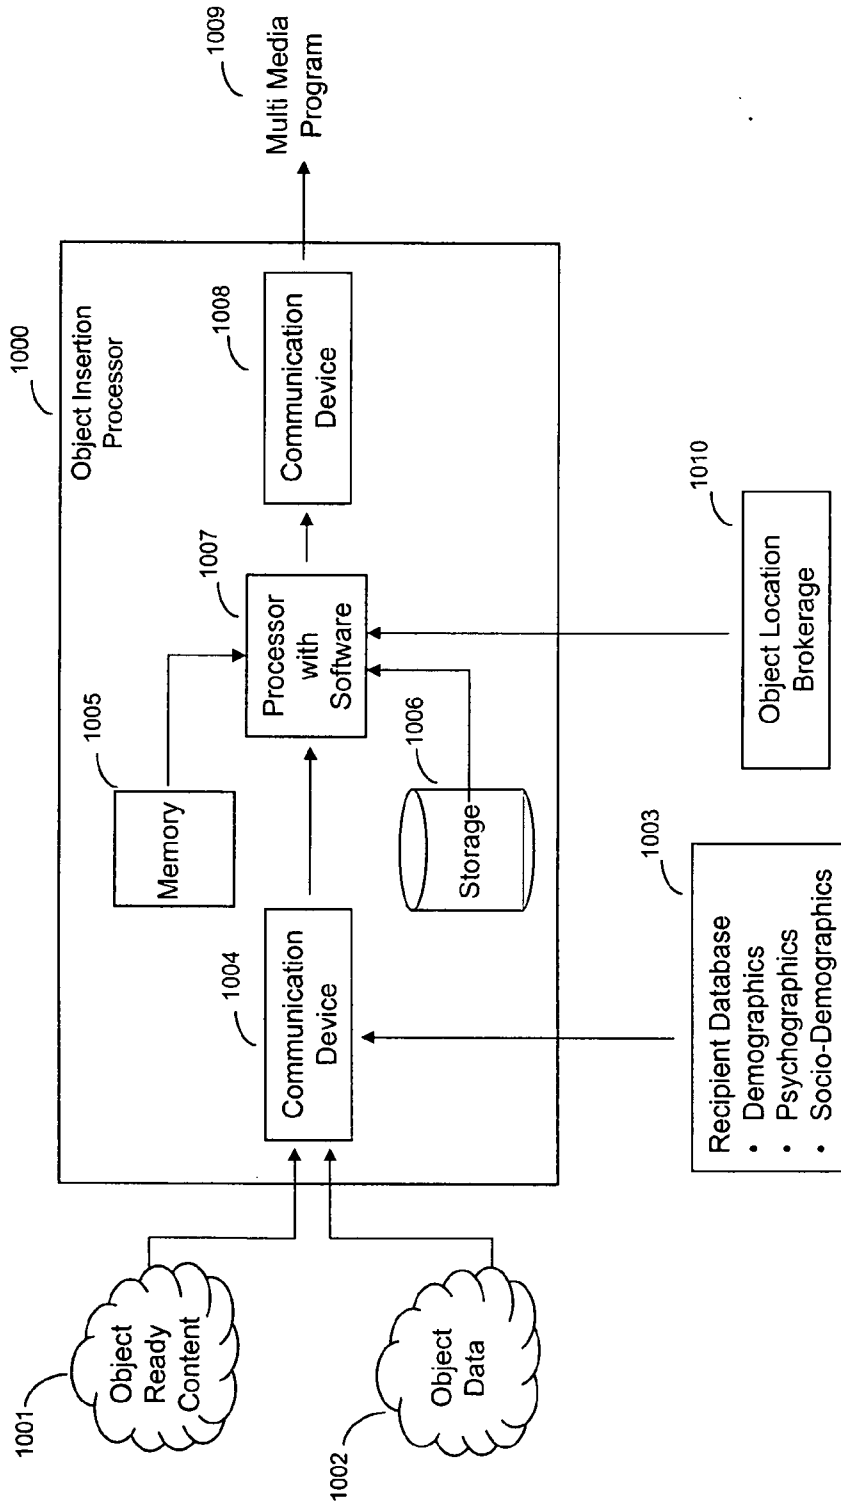 1000
Object Insertion
Processor
1001
Object
Ready
Content
1002
Object
Data
1004
Communication
Device
1005
Memory
1006
Storage
1007
Processor
with
Software
1008
Communication
Device
1009
Multi Media
Program
1003
Recipient Database
• Demographics
• Psychographics
• Socio-Demographics
1010
Object Location
Brokerage